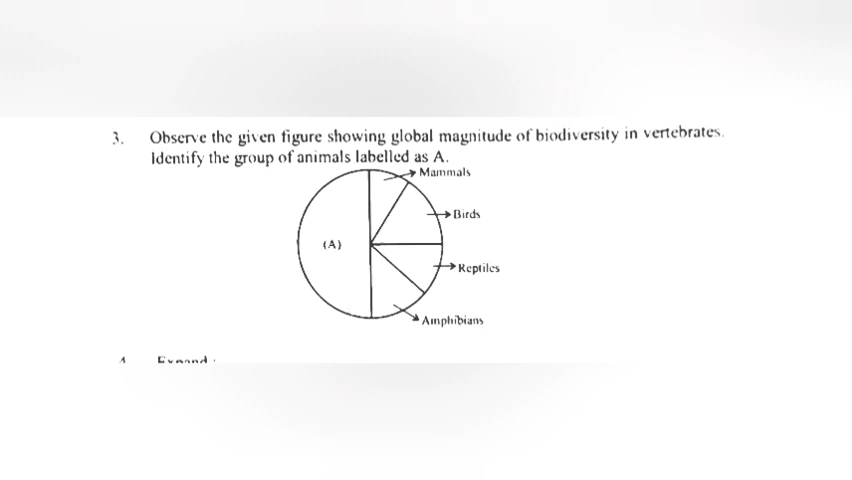 3. Observe the given figure showing global magnitude of biodiversity in vertebrates.
Identify the group of animals labelled as A.
Mammals
Birds
(A)
Reptiles
Amphibians